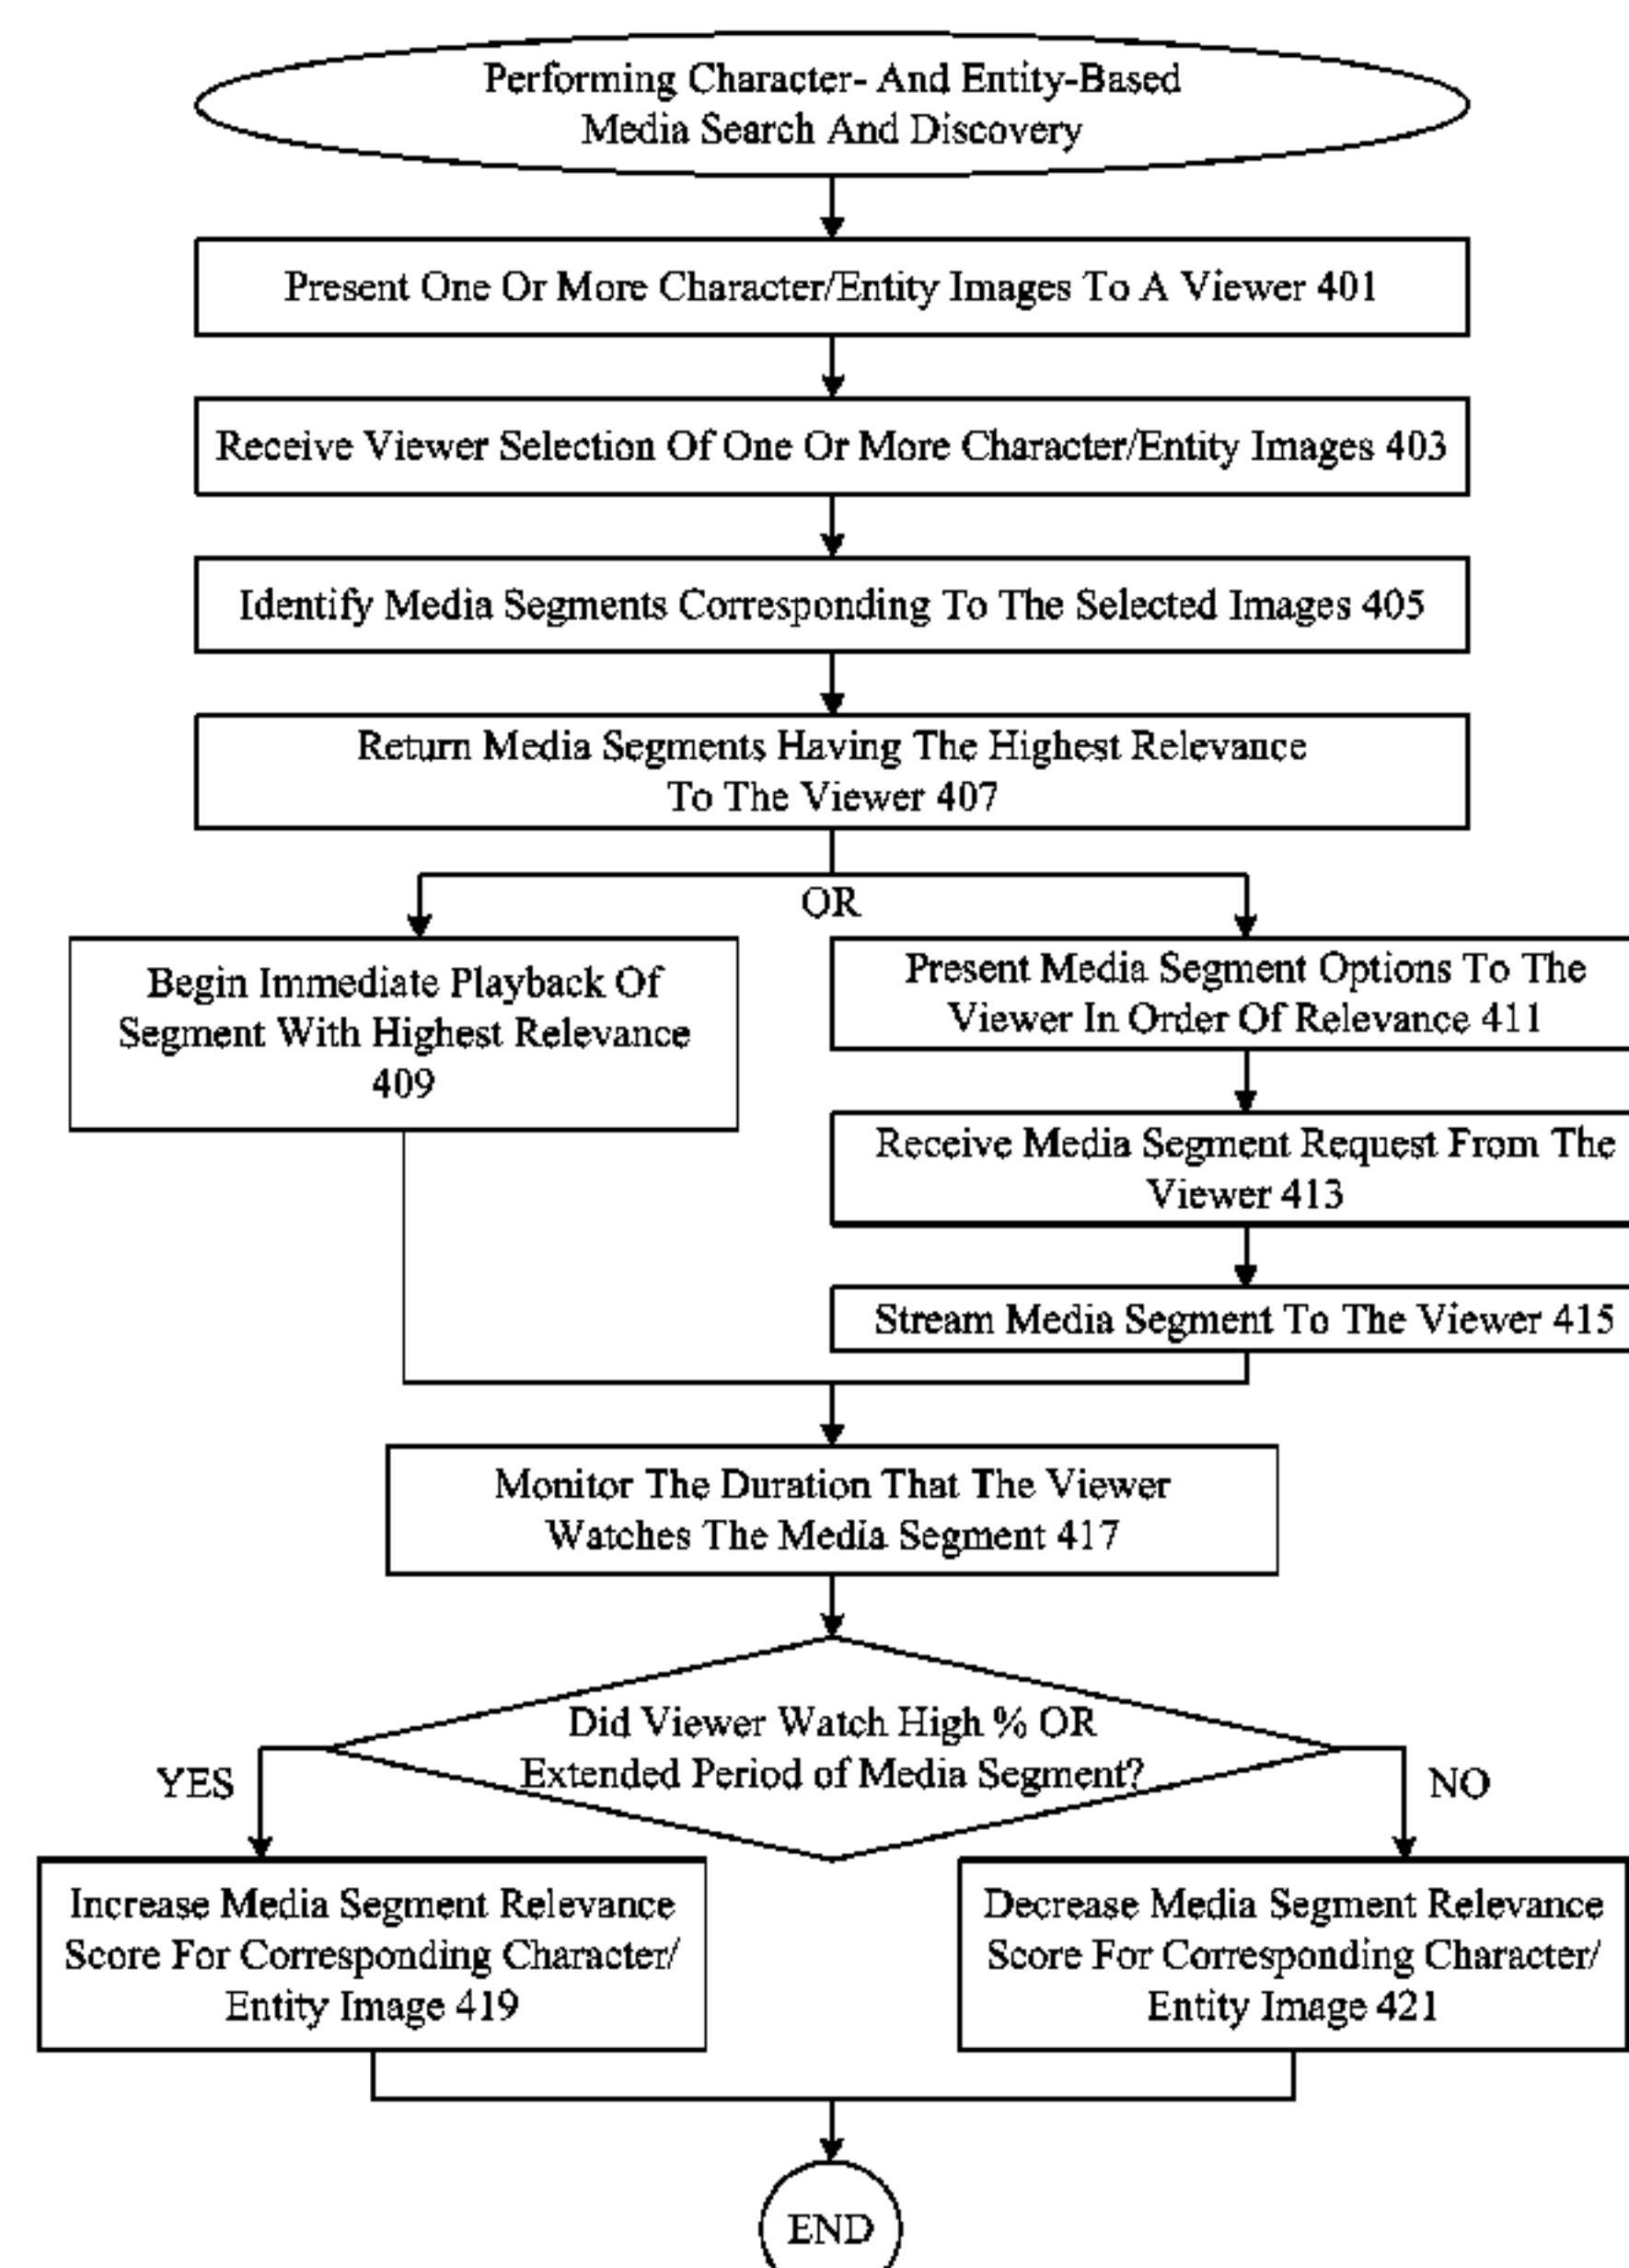 Performing Character- And Entity-Based
Media Search And Discovery
Present One Or More Character/Entity Images To A Viewer 401
Receive Viewer Selection Of One Or More Character/Entity Images 403
Identify Media Segments Corresponding To The Selected Images 405
Return Media Segments Having The Highest Relevance
To The Viewer 407
OR
Begin Immediate Playback Of
Segment With Highest Relevance
409
Present Media Segment Options To The
Viewer In Order Of Relevance 411
Receive Media Segment Request From The
Viewer 413
Stream Media Segment To The Viewer 415
Monitor The Duration That The Viewer
Watches The Media Segment 417
Did Viewer Watch High % OR
Extended Period of Media Segment?
YES
NO
Increase Media Segment Relevance
Score For Corresponding Character/
Entity Image 419
Decrease Media Segment Relevance
Score For Corresponding Character/
Entity Image 421
END